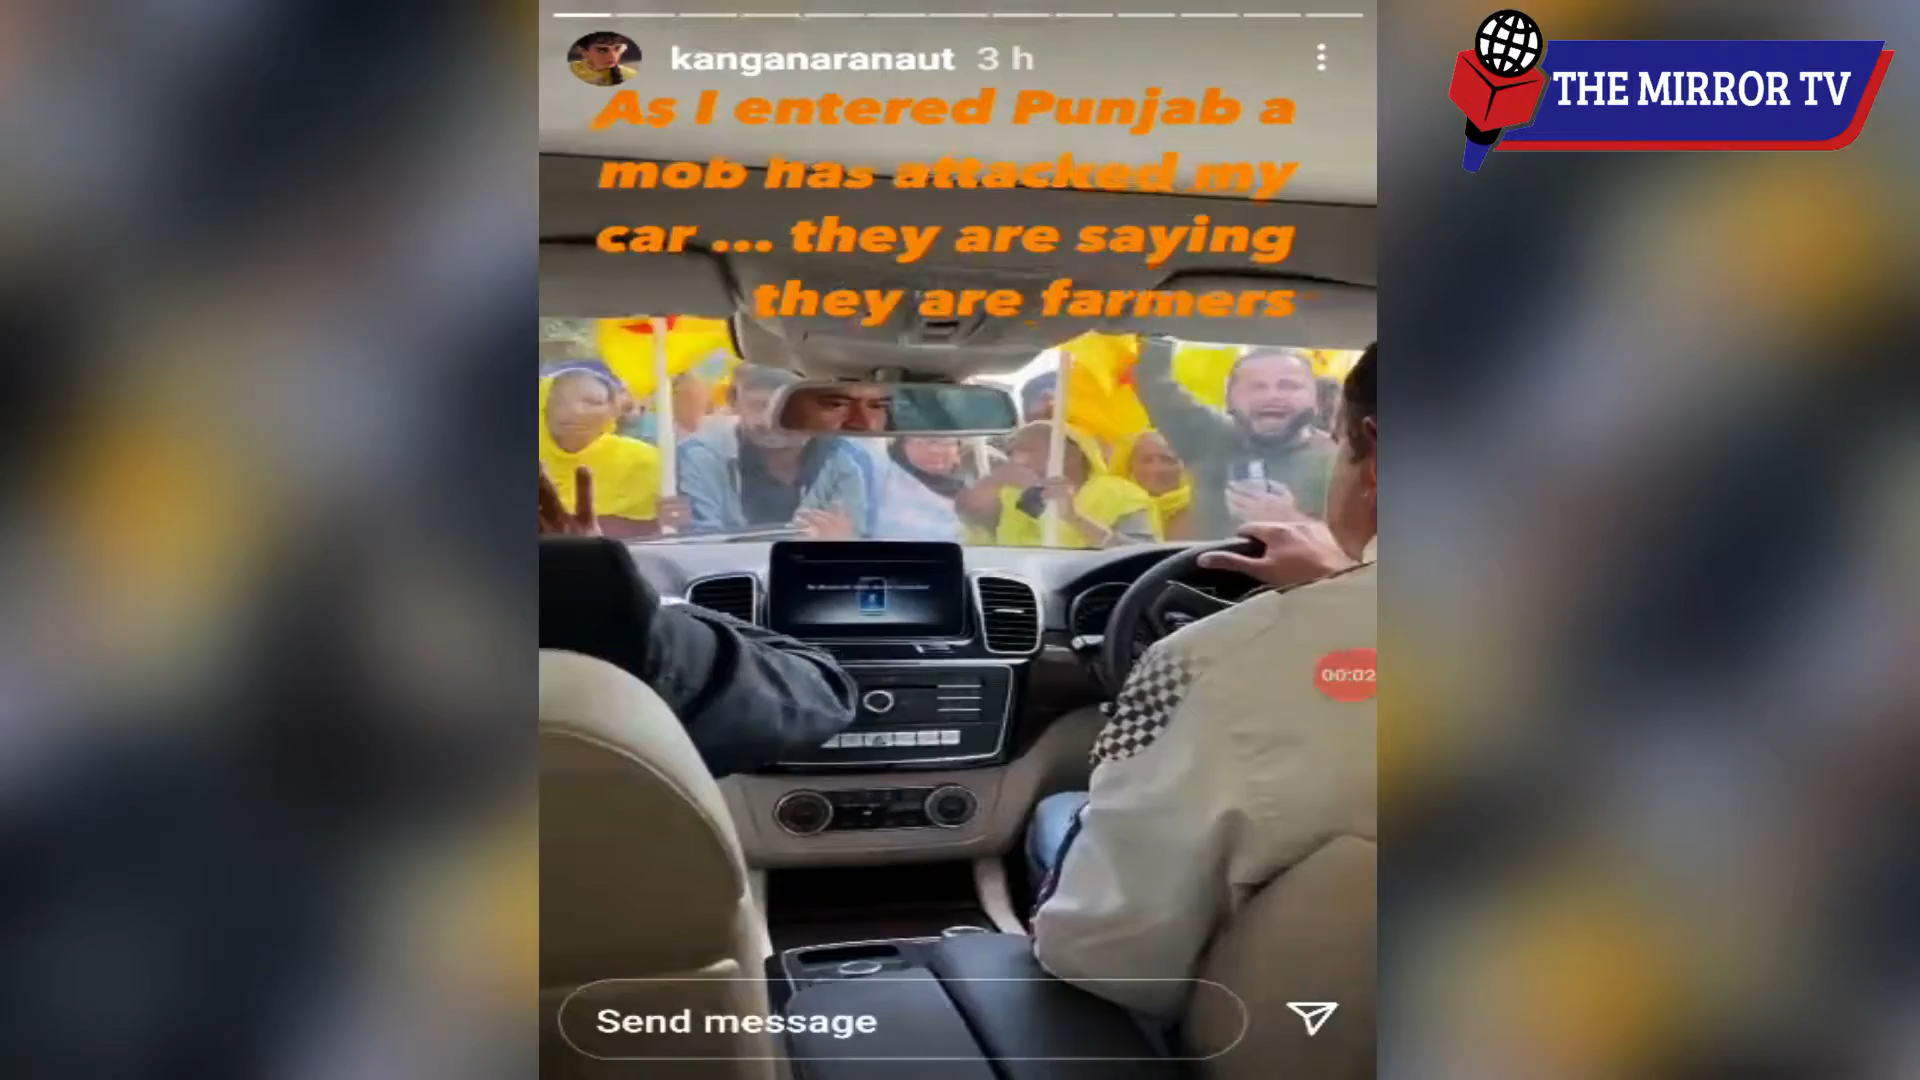 kanganaranaut 3 h
As I entered Punjab a
mob has attacked my
car ... they are saying
they are farmers
THE MIRROR TV
00:02
Send message